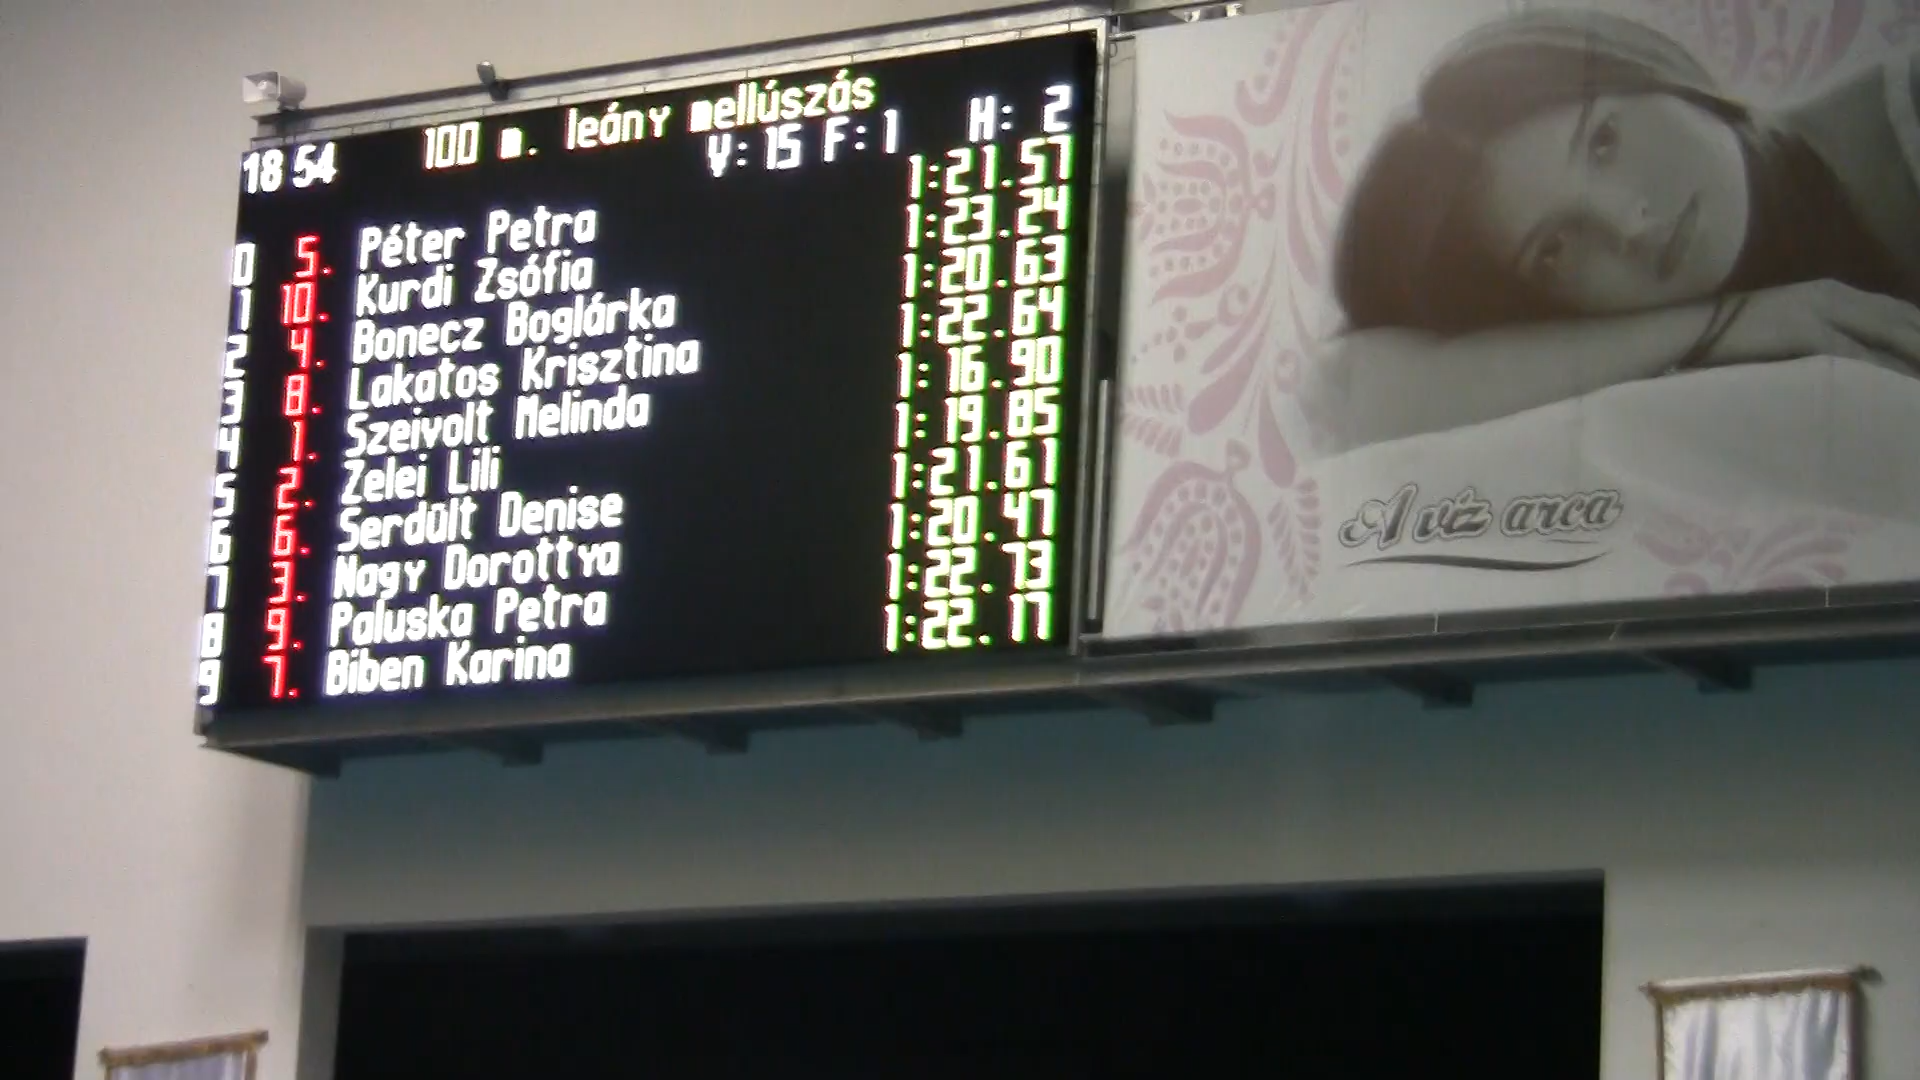 100 m. leány mellúszás
18 54 V: 15 F: 1 H: 2
0 5. Péter Petra 1:21.57
1 10. Kurdi Zsófia 1:23.24
2 4. Bonecz Boglárka 1:20.63
3 8. Lakatos Krisztina 1:22.64
4 1. Szeivolt Melinda 1:16.90
5 2. Zelei Lili 1:19.85
6 6. Serdült Denise 1:21.61
7 3. Nagy Dorottya 1:20.47
8 9. Paluska Petra 1:22.73
9 7. Biben Karina 1:22.17
A víz arca